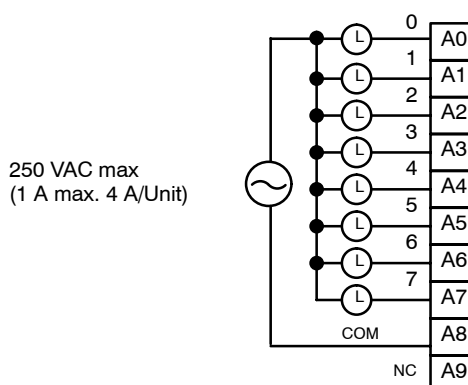 0
L A0
1
L A1
2
L A2
3
L A3
250 VAC max
(1 A max. 4 A/Unit)
4
L A4
5
L A5
6
L A6
7
L A7
COM A8
NC A9